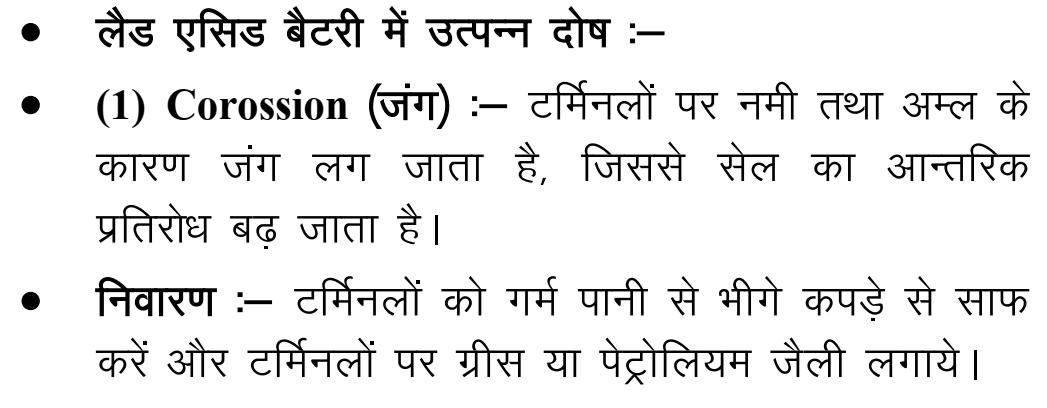 • लैड एसिड बैटरी में उत्पन्न दोष :–
• (1) Corossion (जंग) :– टर्मिनलों पर नमी तथा अम्ल के
कारण जंग लग जाता है, जिससे सेल का आन्तरिक
प्रतिरोध बढ़ जाता है।
• निवारण :– टर्मिनलों को गर्म पानी से भीगे कपड़े से साफ
करें और टर्मिनलों पर ग्रीस या पेट्रोलियम जैली लगाये।